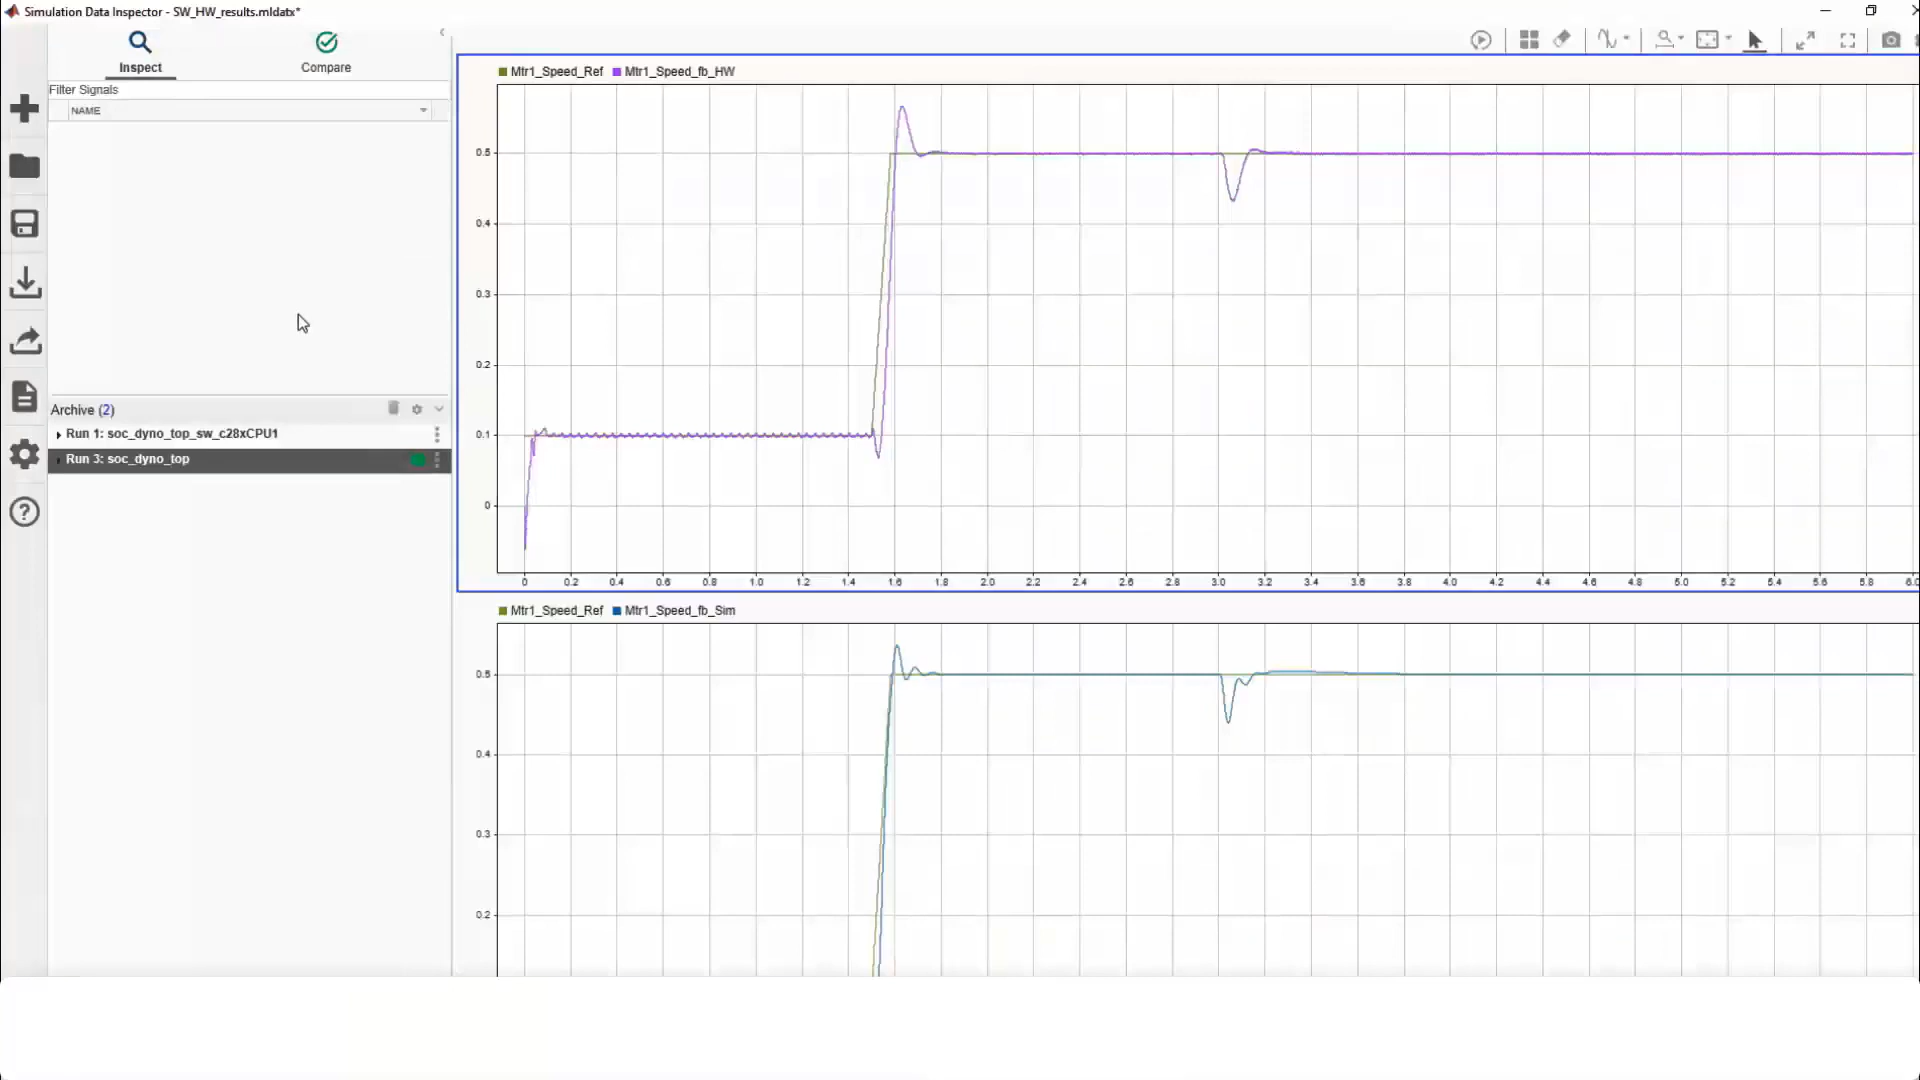 Simulation Data Inspector - SW_HW_results.mldatx*
Inspect
Compare
Filter Signals
NAME
Archive (2)
Run 1: soc_dyno_top_sw_c28xCPU1
Run 3: soc_dyno_top
Mtr1_Speed_Ref Mtr1_Speed_fb_HW
0.5
0.4
0.3
0.2
0.1
0
0 0.2 0.4 0.6 0.8 1.0 1.2 1.4 1.6 1.8 2.0 2.2 2.4 2.6 2.8 3.0 3.2 3.4 3.6 3.8 4.0 4.2 4.4 4.6 4.8 5.0 5.2 5.4 5.6 5.8 6.0
Mtr1_Speed_Ref Mtr1_Speed_fb_Sim
0.5
0.4
0.3
0.2